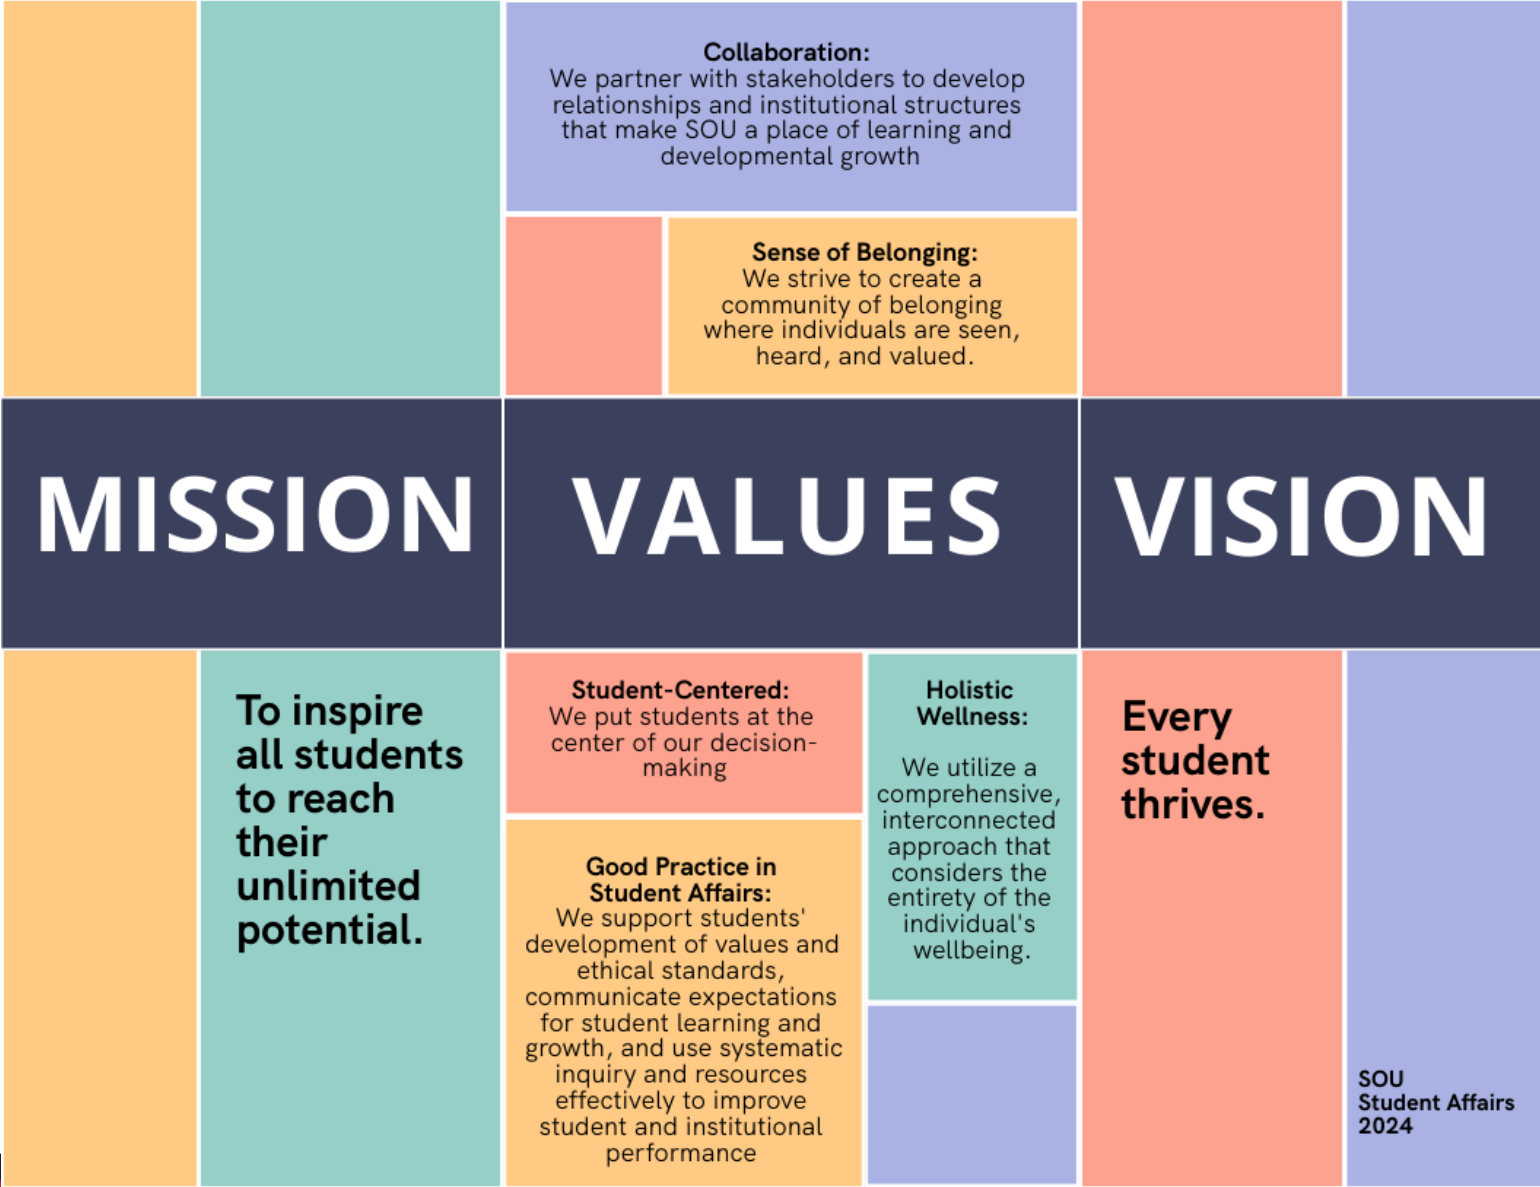 Collaboration:
We partner with stakeholders to develop
relationships and institutional structures
that make SOU a place of learning and
developmental growth
Sense of Belonging:
We strive to create a
community of belonging
where individuals are seen,
heard, and valued.
MISSION
VALUES
VISION
To inspire
all students
to reach
their
unlimited
potential.
Student-Centered:
We put students at the
center of our decision-
making
Good Practice in
Student Affairs:
We support students'
development of values and
ethical standards,
communicate expectations
for student learning and
growth, and use systematic
inquiry and resources
effectively to improve
student and institutional
performance
Holistic
Wellness:
We utilize a
comprehensive,
interconnected
approach that
considers the
entirety of the
individual's
wellbeing.
Every
student
thrives.
SOU
Student Affairs
2024